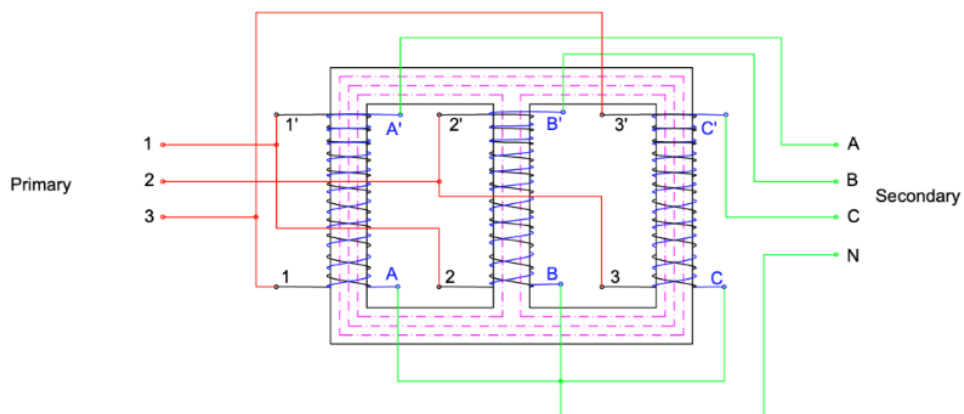 1' A' 2' B' 3' C'
1 A
2 B
Primary Secondary
3 C
N
1 A 2 B 3 C